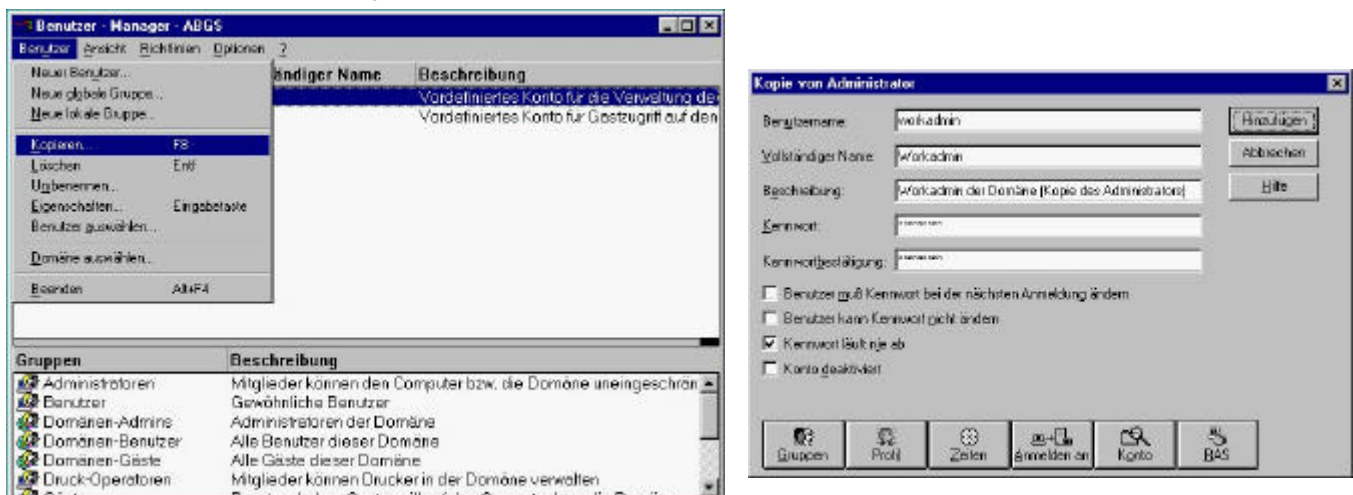 Benutzer - Manager - ABGS
Benutzer Ansicht Richtlinien Optionen ?
Neuer Benutzer...
Neue globale Gruppe...
Neue lokale Gruppe...
Kopieren... F8
Löschen Entf
Umbenennen...
Eigenschaften... Eingabetaste
Benutzer auswählen...
Domäne auswählen...
Beenden Alt+F4
ändiger Name Beschreibung
Vordefiniertes Konto für die Verwaltung de
Vordefiniertes Konto für Gastzugriff auf den
Gruppen Beschreibung
Administratoren Mitglieder können den Computer bzw. die Domäne uneingeschrän
Benutzer Gewöhnliche Benutzer
Domänen-Admins Administratoren der Domäne
Domänen-Benutzer Alle Benutzer dieser Domäne
Domänen-Gäste Alle Gäste dieser Domäne
Druck-Operatoren Mitglieder können Drucker in der Domäne verwalten
Kopie von Administrator
Benutzername: workadmin
Vollständiger Name: Workadmin
Beschreibung: Workadmin der Domäne (Kopie des Administrators)
Kennwort:
Kennwortbestätigung:
Hinzufügen
Abbrechen
Hilfe
Benutzer muß Kennwort bei der nächsten Anmeldung ändern
Benutzer kann Kennwort nicht ändern
Kennwort läuft nie ab
Konto deaktiviert
Gruppen Profil Zeiten Anmelden an Konto RAS